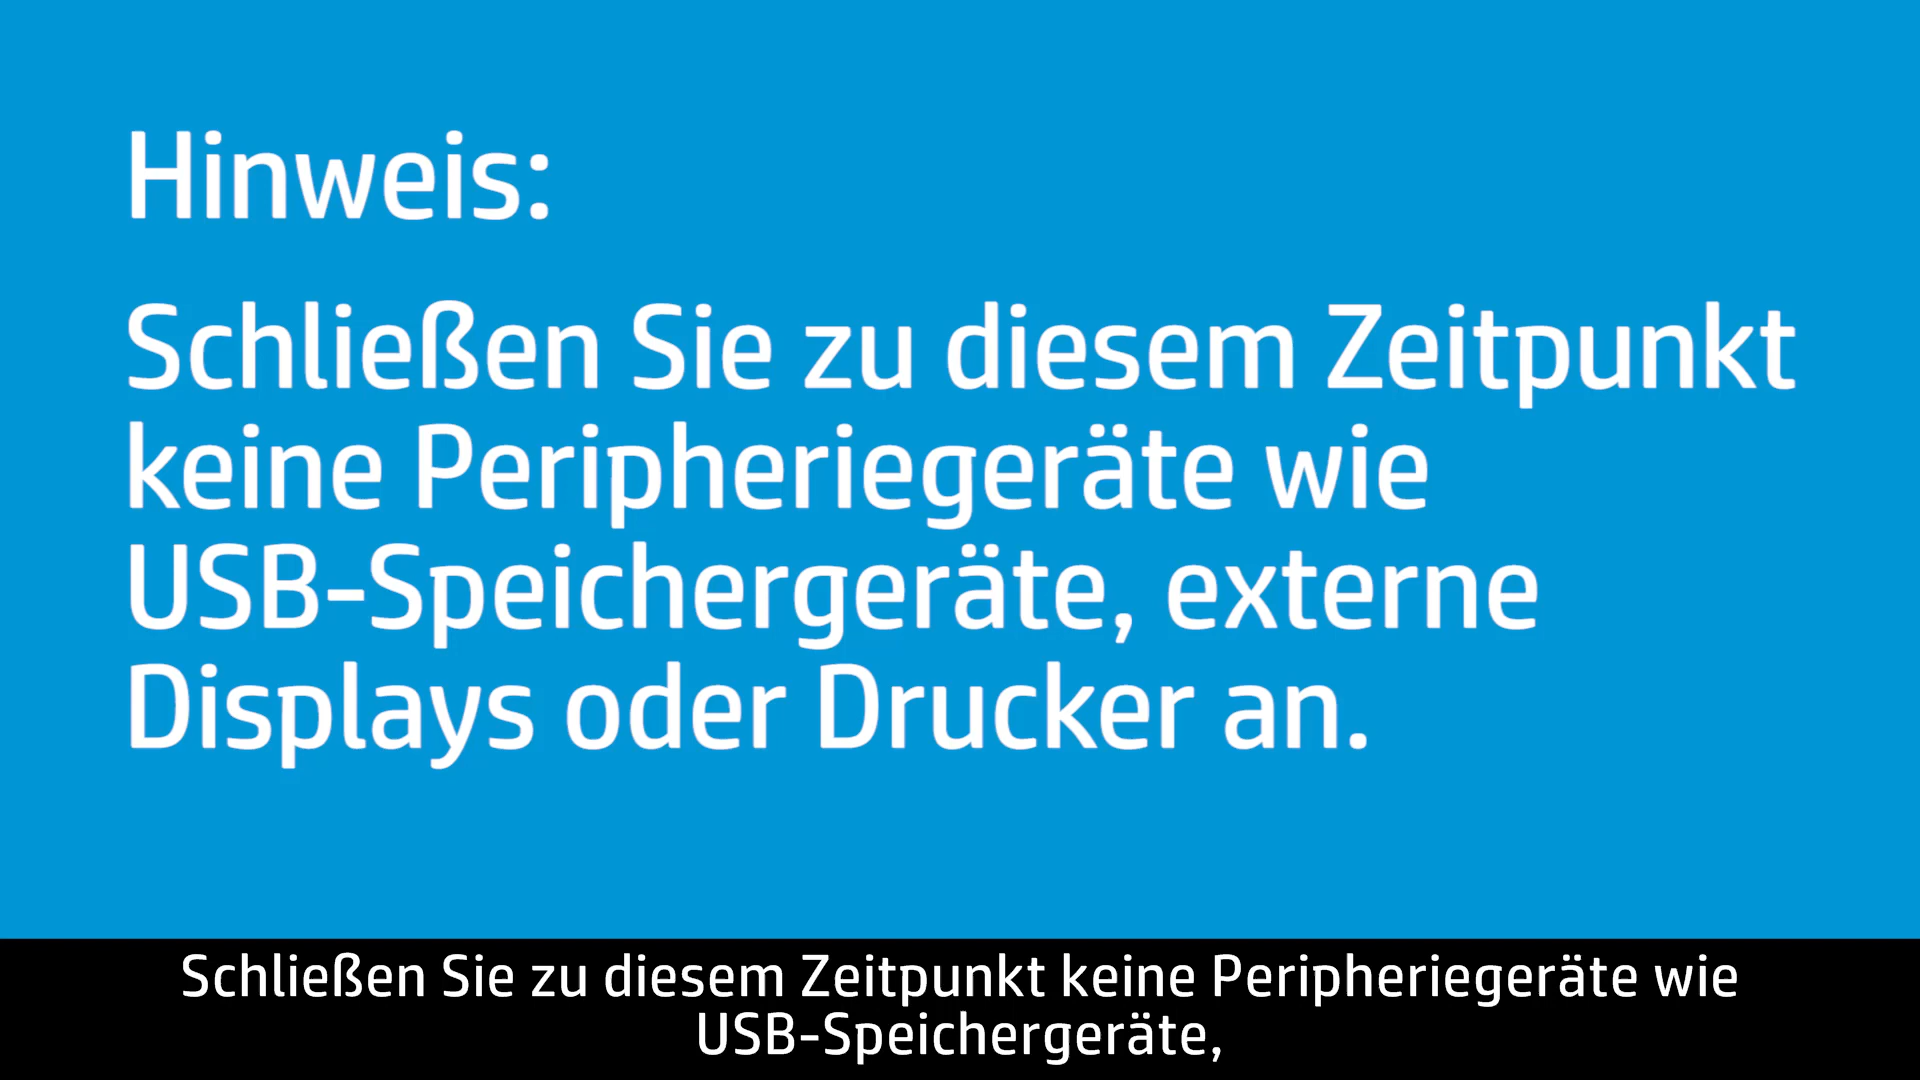 Hinweis:
Schließen Sie zu diesem Zeitpunkt
keine Peripheriegeräte wie
USB-Speichergeräte, externe
Displays oder Drucker an.
Schließen Sie zu diesem Zeitpunkt keine Peripheriegeräte wie
USB-Speichergeräte,